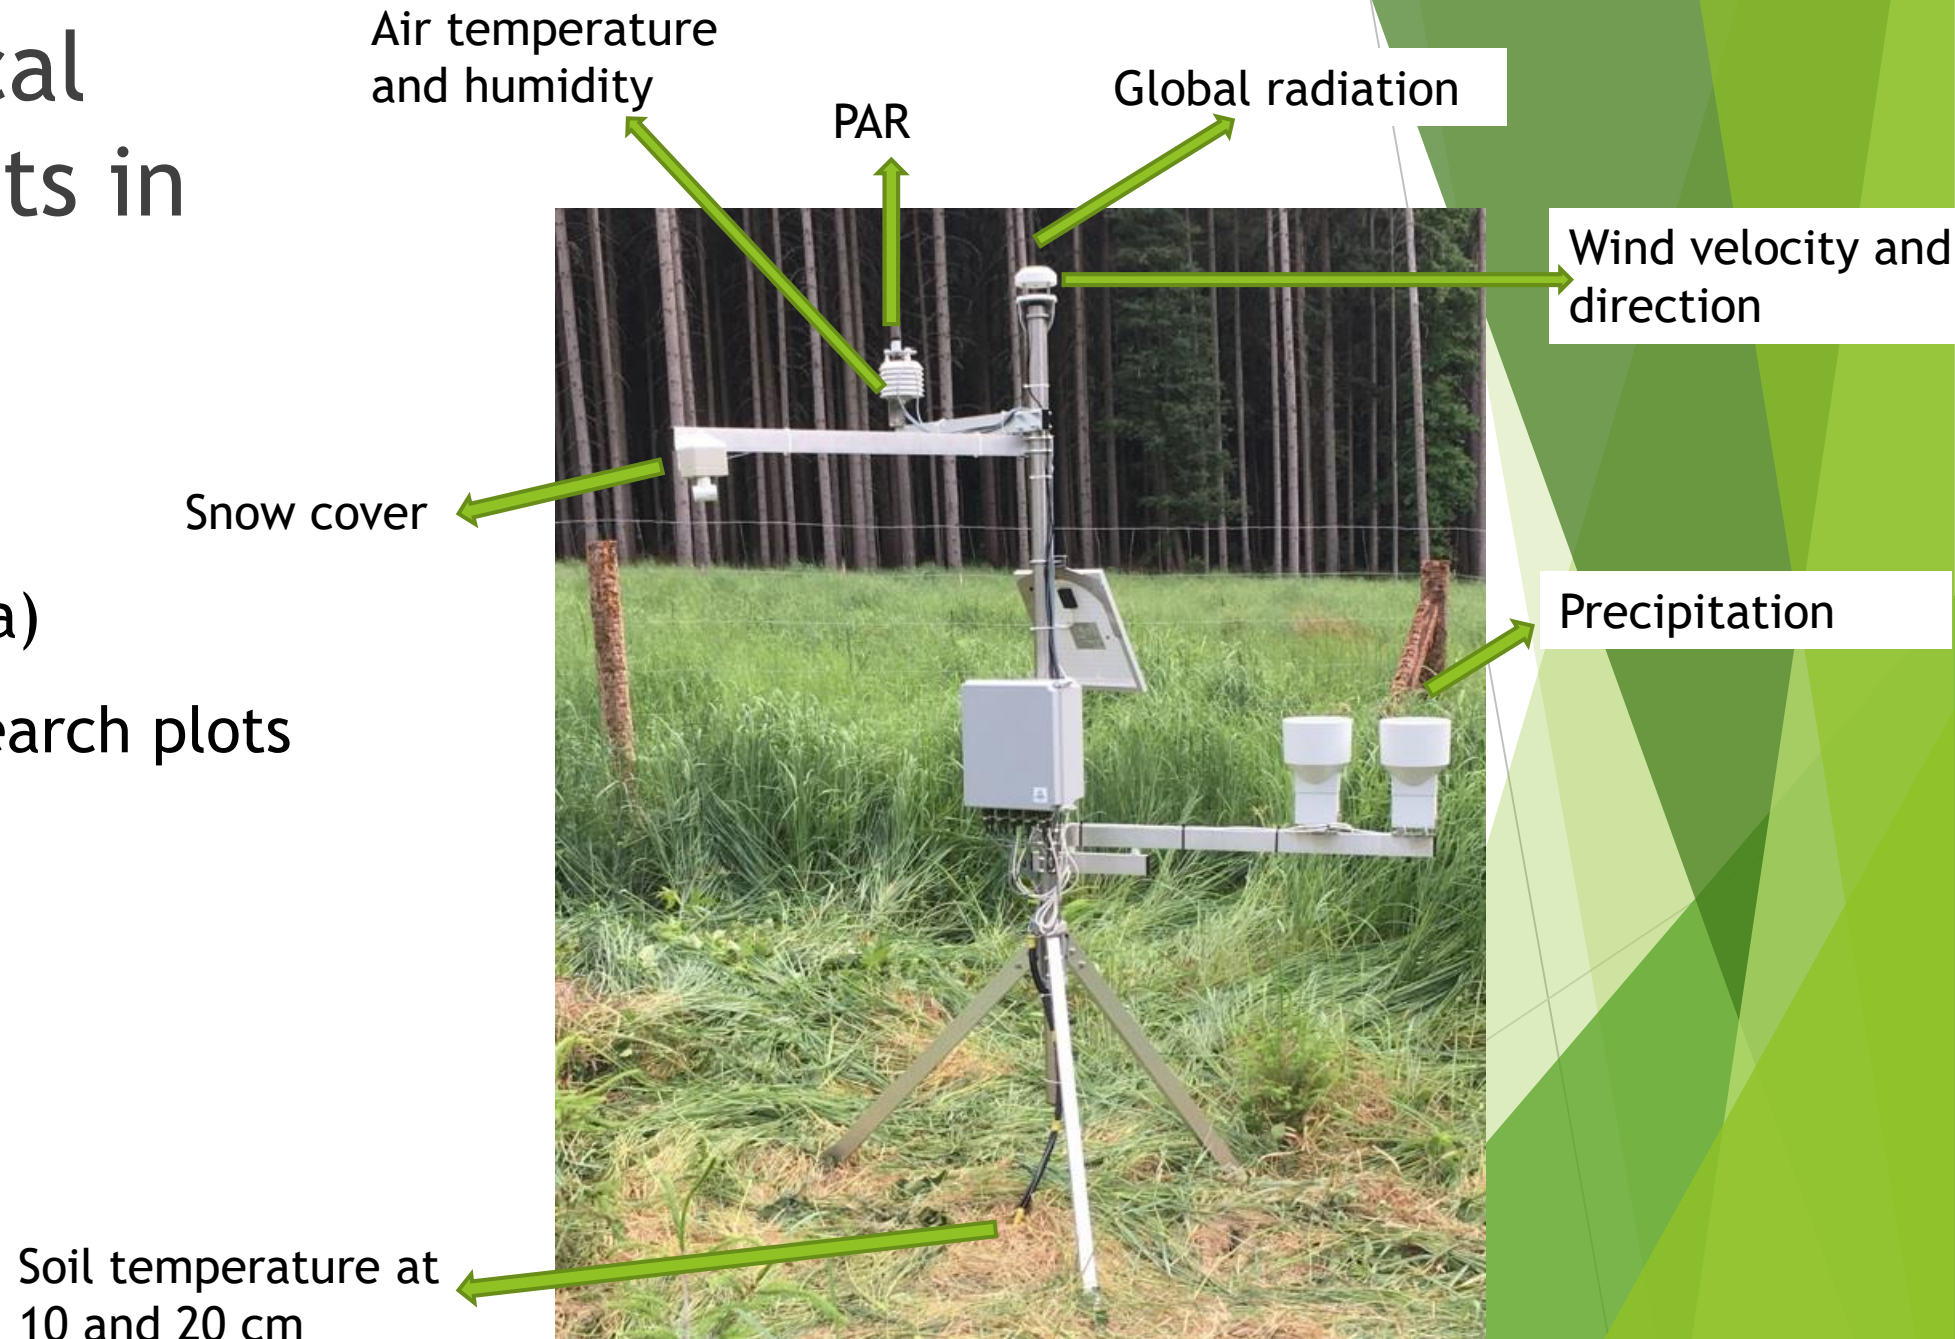 cal
ts in
Air temperature
and humidity
PAR
Global radiation
Wind velocity and
direction
Snow cover
a)
Precipitation
earch plots
Soil temperature at
10 and 20 cm